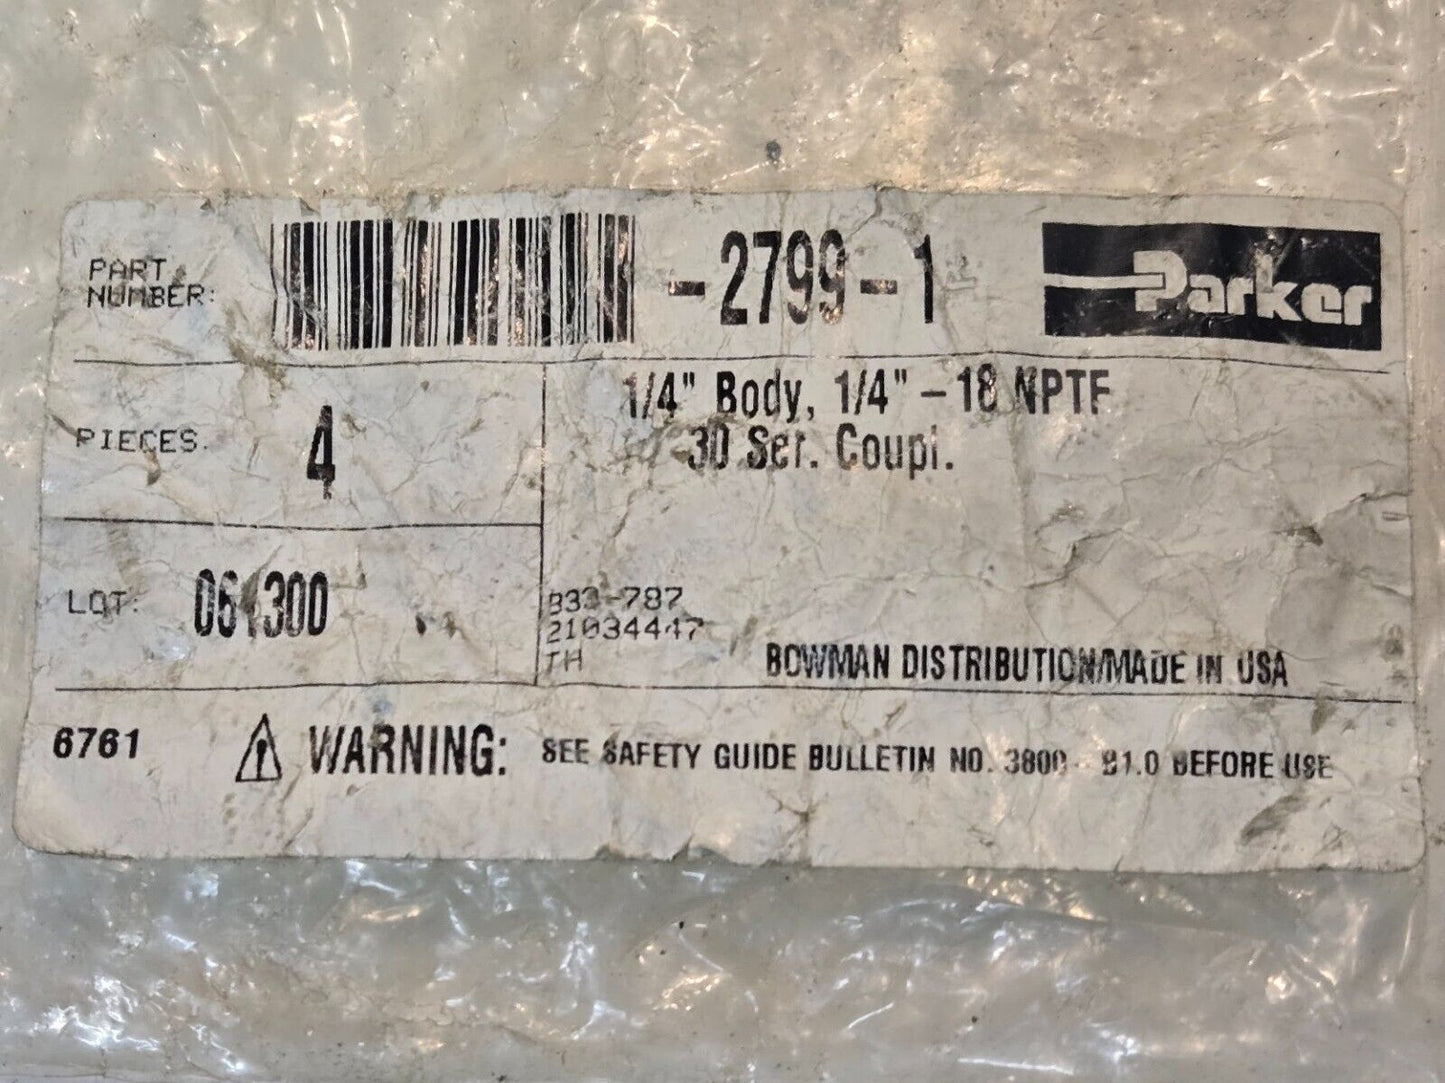 PART
NUMBER:
-2799-1
Parker
PIECES:
4
1/4" Body, 1/4" - 18 NPTF
30 Ser. Coupl.
LOT:
061300
B33-787
21034447
TH
BOWMAN DISTRIBUTION/MADE IN USA
6761
WARNING: SEE SAFETY GUIDE BULLETIN NO. 3800 - B1.0 BEFORE USE